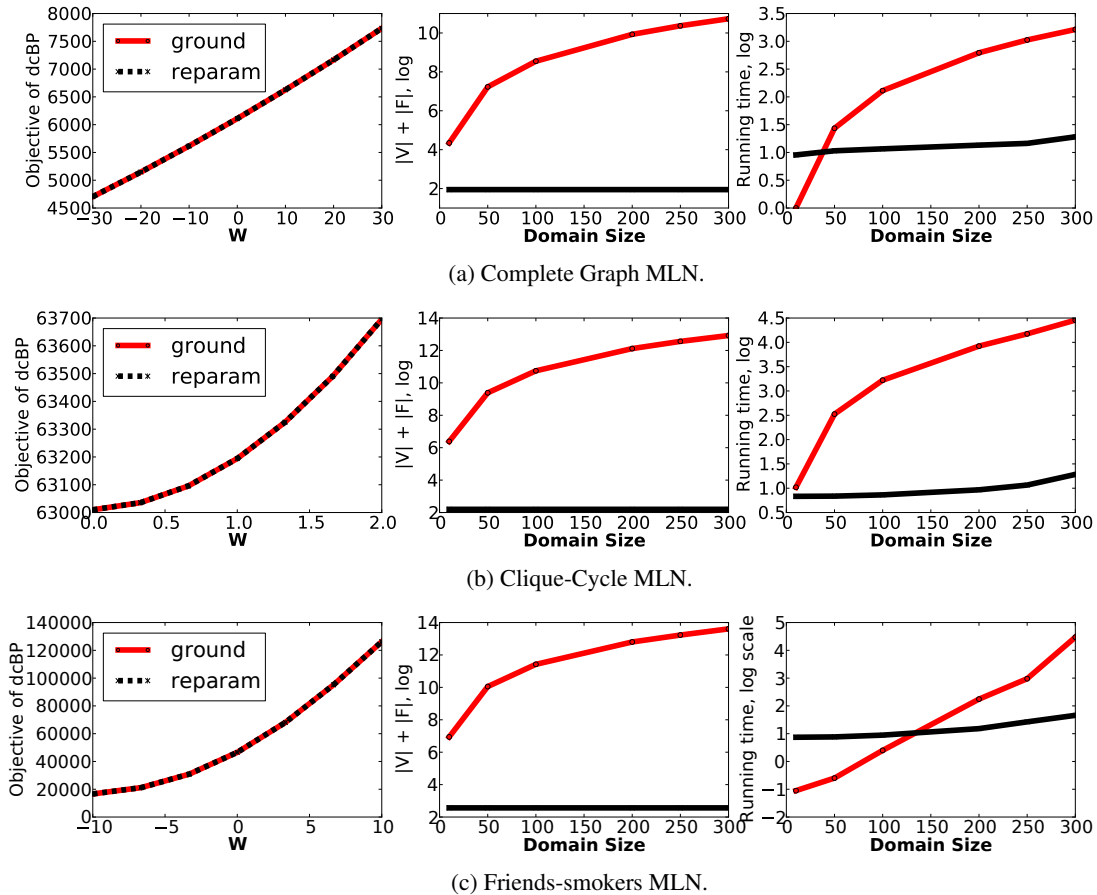 8000
7500
7000
6500
6000
5500
5000
4500
−30 −20 −10 0 10 20 30
Objective of dcBP
W
ground
reparam
10
8
6
4
2
0 50 100 150 200 250 300
|V| + |F|, log
Domain Size
3.5
3.0
2.5
2.0
1.5
1.0
0.5
0.0
0 50 100 150 200 250 300
Running time, log
Domain Size
(a) Complete Graph MLN.
63700
63600
63500
63400
63300
63200
63100
63000
0.0 0.5 1.0 1.5 2.0
Objective of dcBP
W
ground
reparam
14
12
10
8
6
4
2
0 50 100 150 200 250 300
|V| + |F|, log
Domain Size
4.5
4.0
3.5
3.0
2.5
2.0
1.5
1.0
0.5
0 50 100 150 200 250 300
Running time, log
Domain Size
(b) Clique-Cycle MLN.
140000
120000
100000
80000
60000
40000
20000
0
−10 −5 0 5 10
Objective of dcBP
W
ground
reparam
14
12
10
8
6
4
2
0 50 100 150 200 250 300
|V| + |F|, log
Domain Size
5
4
3
2
1
0
−1
−2
0 50 100 150 200 250 300
Running time, log scale
Domain Size
(c) Friends-smokers MLN.